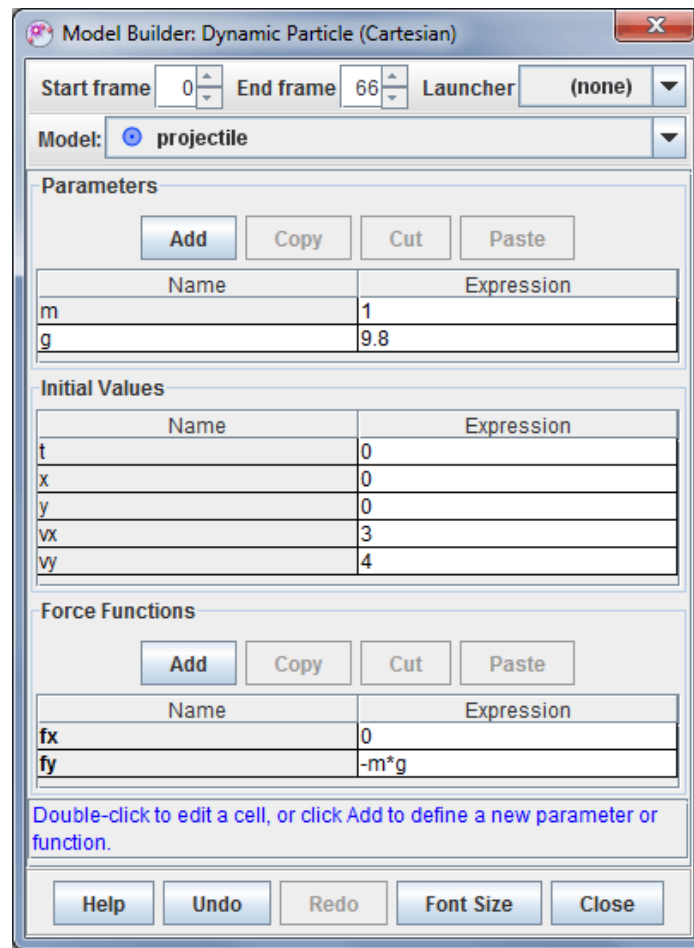 Model Builder: Dynamic Particle (Cartesian)
Start frame 0 End frame 66 Launcher (none)
Model: projectile
Parameters
Add Copy Cut Paste
Name Expression
m 1
g 9.8
Initial Values
Name Expression
t 0
x 0
y 0
vx 3
vy 4
Force Functions
Add Copy Cut Paste
Name Expression
fx 0
fy -m*g
Double-click to edit a cell, or click Add to define a new parameter or
function.
Help Undo Redo Font Size Close